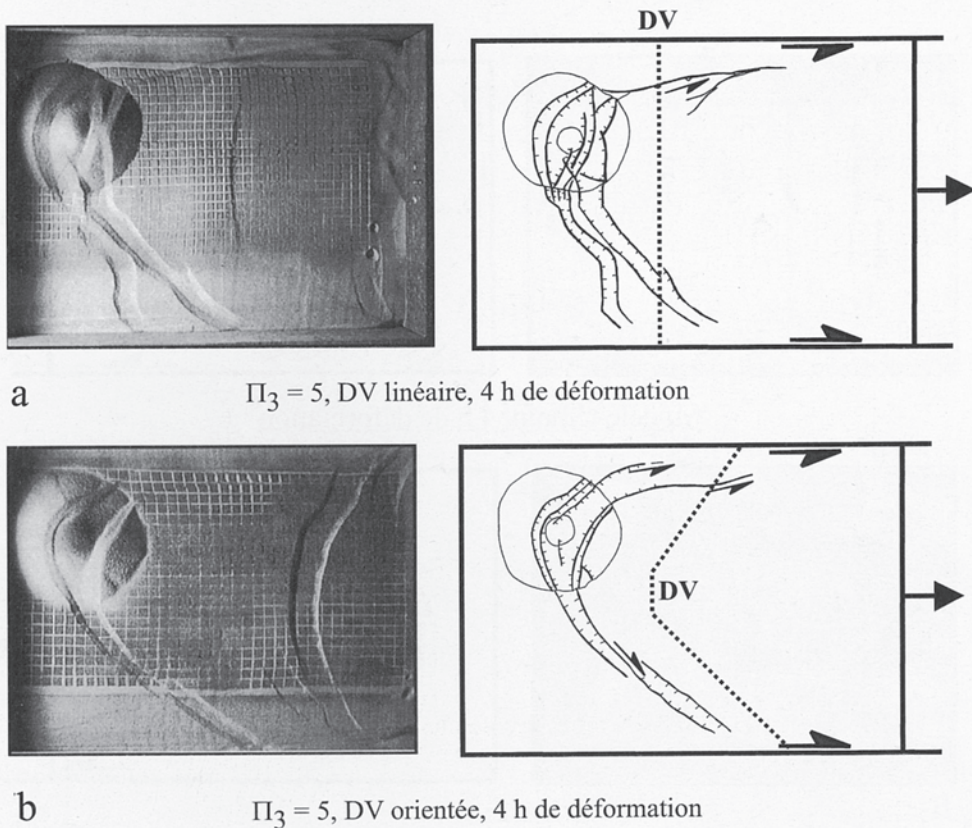 DV
a
Π3 = 5, DV linéaire, 4 h de déformation
DV
b
Π3 = 5, DV orientée, 4 h de déformation